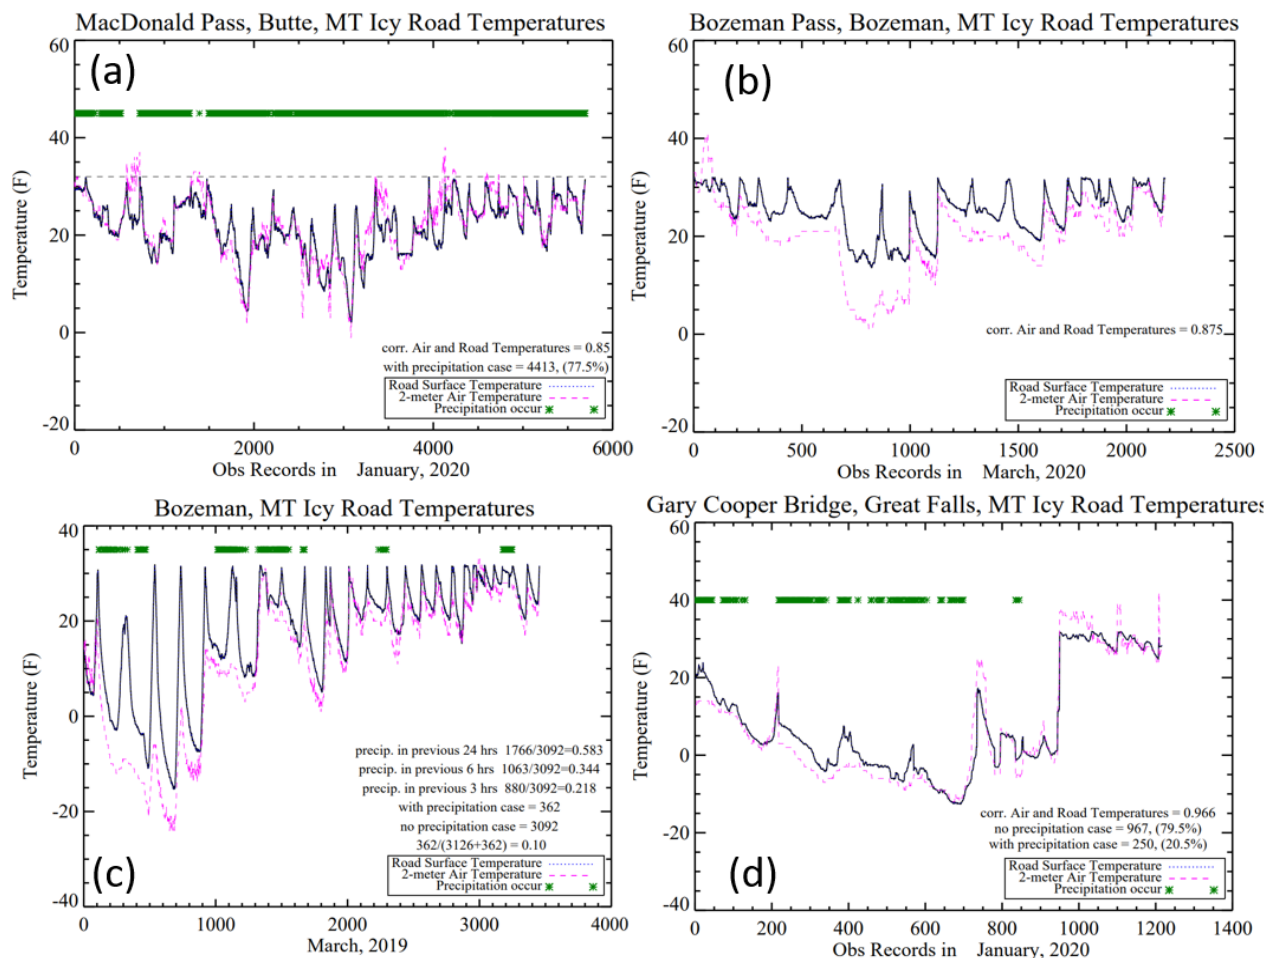 MacDonald Pass, Butte, MT Icy Road Temperatures
(a)
60
40
20
0
-20
Temperature (F)
corr. Air and Road Temperatures = 0.85
with precipitation case = 4413, (77.5%)
Road Surface Temperature
2-meter Air Temperature
Precipitation occur
0 2000 4000 6000
Obs Records in January, 2020
Bozeman Pass, Bozeman, MT Icy Road Temperatures
(b)
60
40
20
0
-20
Temperature (F)
corr. Air and Road Temperatures = 0.875
Road Surface Temperature
2-meter Air Temperature
Precipitation occur
0 500 1000 1500 2000 2500
Obs Records in March, 2020
Bozeman, MT Icy Road Temperatures
40
20
0
-20
-40
Temperature (F)
precip. in previous 24 hrs 1766/3092=0.583
precip. in previous 6 hrs 1063/3092=0.344
precip. in previous 3 hrs 880/3092=0.218
with precipitation case = 362
no precipitation case = 3092
362/(3126+362) = 0.10
(c)
Road Surface Temperature
2-meter Air Temperature
Precipitation occur
0 1000 2000 3000 4000
March, 2019
Gary Cooper Bridge, Great Falls, MT Icy Road Temperatures
60
40
20
0
-20
-40
Temperature (F)
corr. Air and Road Temperatures = 0.966
no precipitation case = 967, (79.5%)
with precipitation case = 250, (20.5%)
(d)
Road Surface Temperature
2-meter Air Temperature
Precipitation occur
0 200 400 600 800 1000 1200 1400
Obs Records in January, 2020